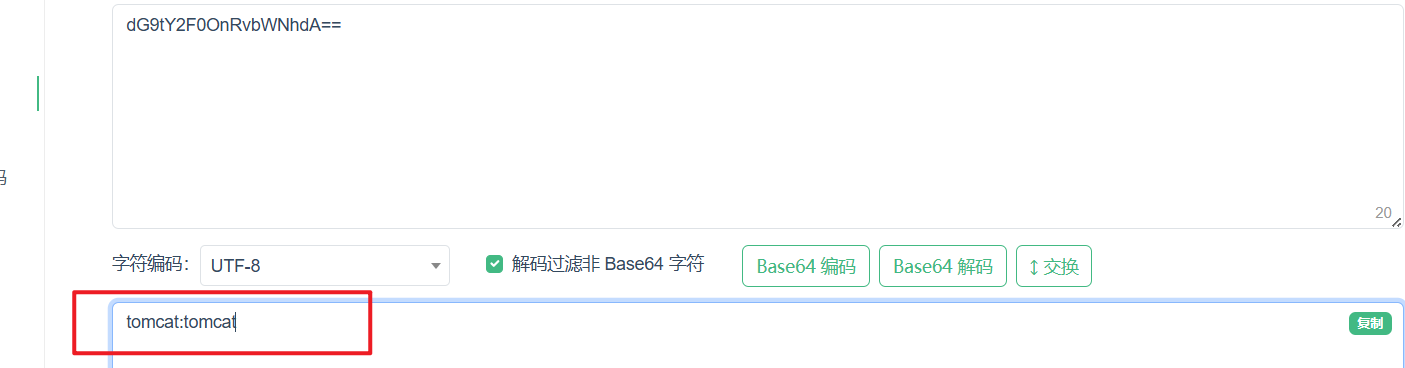 dG9tY2F0OnRvbWNhdA==
20
码
字符编码： UTF-8 解码过滤非 Base64 字符 Base64 编码 Base64 解码 ↕ 交换
tomcat:tomcat 复制